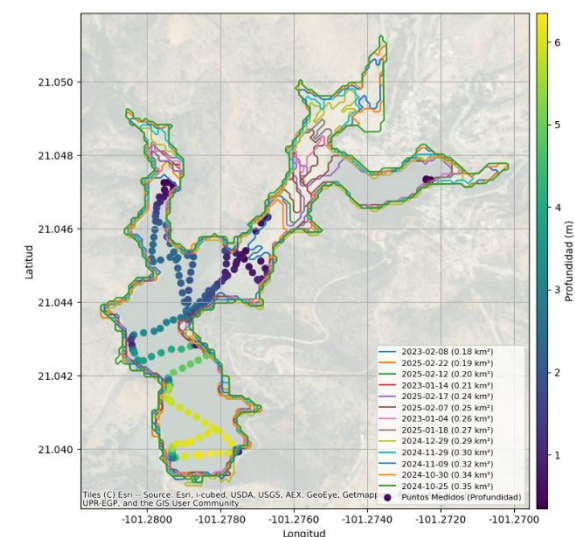 21.050
21.048
21.046
21.044
21.042
21.040
Latitud
-101.2800
-101.2780
-101.2760
-101.2740
-101.2720
-101.2700
Longitud
2023-02-08 (0.18 km²)
2025-02-22 (0.19 km²)
2025-02-12 (0.20 km²)
2023-01-14 (0.21 km²)
2025-02-17 (0.24 km²)
2025-02-07 (0.25 km²)
2023-01-04 (0.26 km²)
2025-01-18 (0.27 km²)
2024-12-29 (0.29 km²)
2024-11-29 (0.30 km²)
2024-11-09 (0.32 km²)
2024-10-30 (0.34 km²)
2024-10-25 (0.35 km²)
Puntos Medidos (Profundidad)
Tiles (C) Esri -- Source: Esri, i-cubed, USDA, USGS, AEX, GeoEye, Getmapp
UPR-EGP, and the GIS User Community
6
5
4
3
2
1
Profundidad (m)